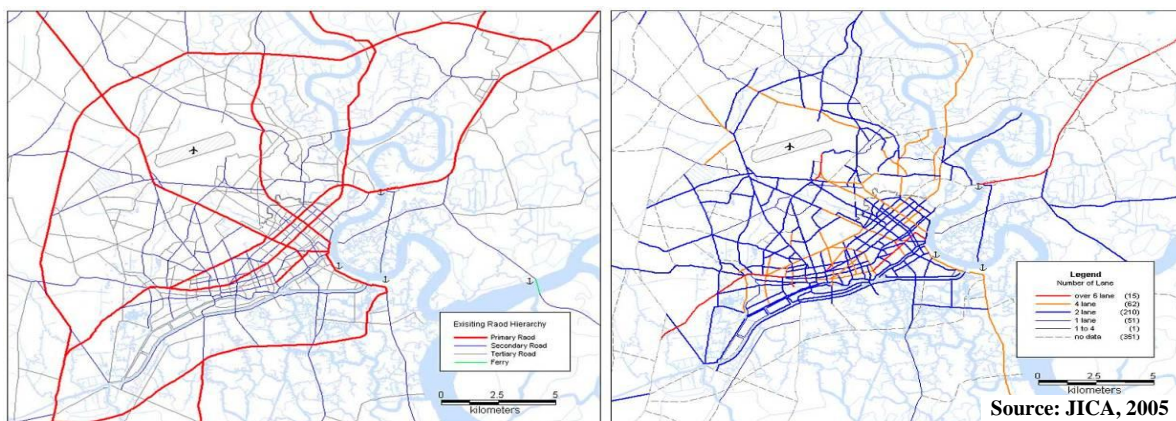 Exisiting Raod Hierarchy
Primary Raod
Secondary Road
Tertiary Road
Ferry
0 2.5 5
kilometers
Legend
Number of Lane
over 6 lane (15)
4 lane (62)
2 lane (210)
1 lane (51)
1 to 4 (1)
no data (351)
0 2.5 5
kilometers
Source: JICA, 2005